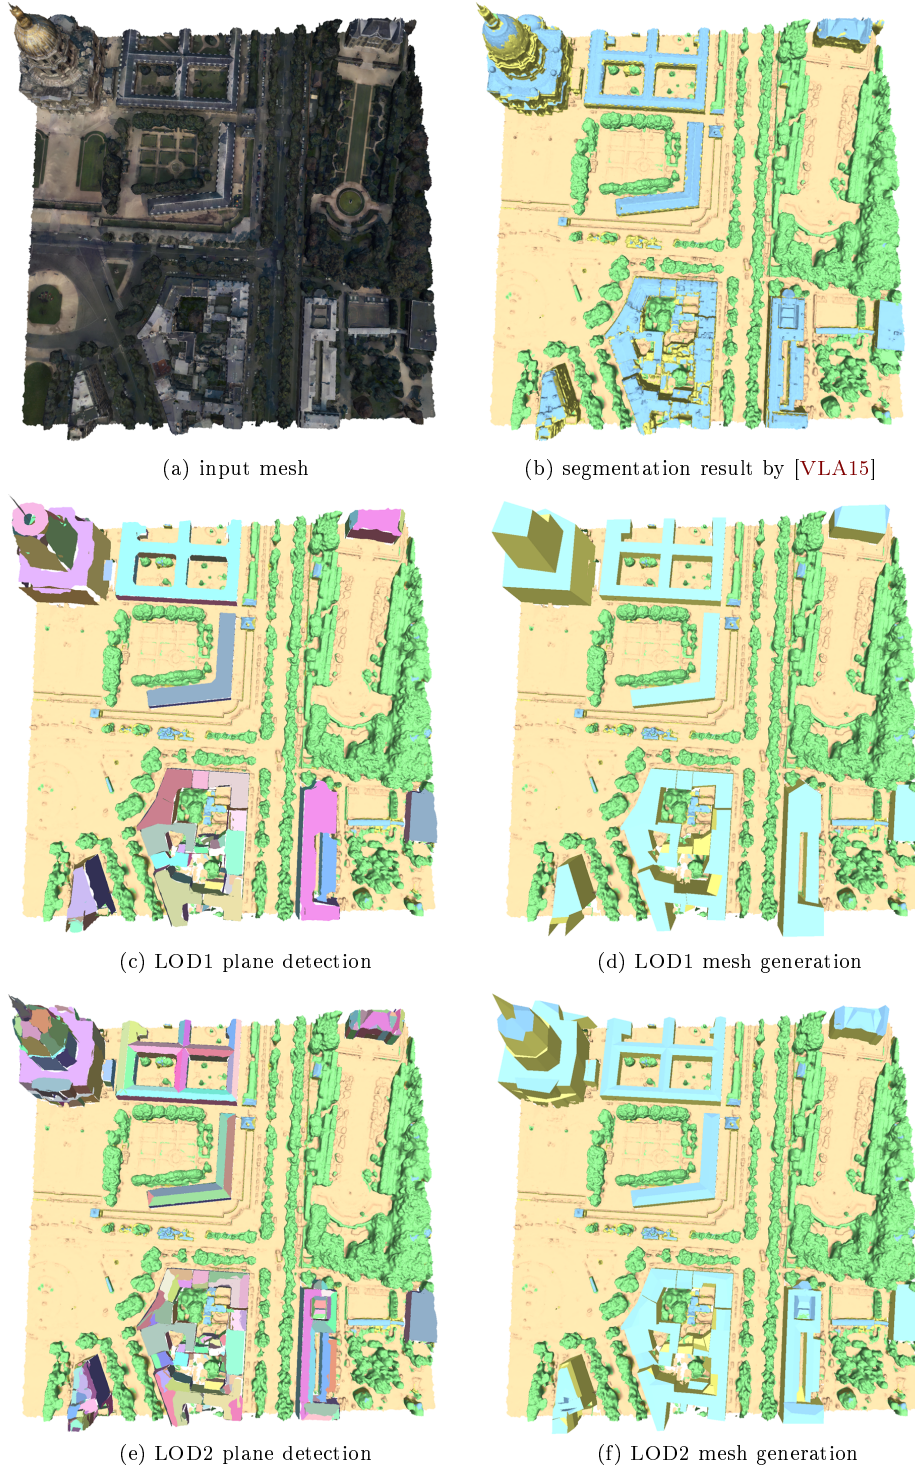 (a) input mesh
(b) segmentation result by [VLA15]
(c) LOD1 plane detection
(d) LOD1 mesh generation
(e) LOD2 plane detection
(f) LOD2 mesh generation